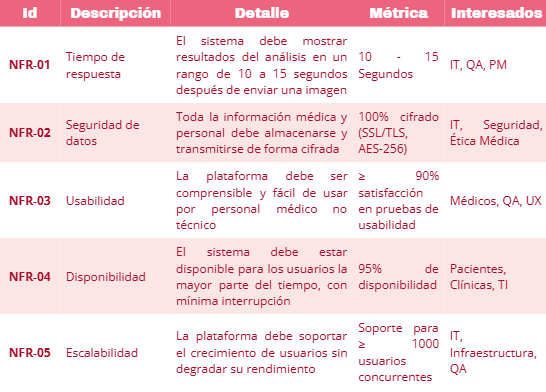 Id Descripción Detalle Métrica Interesados
NFR-01
Tiempo de
respuesta
El sistema debe mostrar
resultados del análisis en un
rango de 10 a 15 segundos
después de enviar una imagen
10 - 15
Segundos
IT, QA, PM
NFR-02
Seguridad de
datos
Toda la información médica y
personal debe almacenarse y
transmitirse de forma cifrada
100% cifrado
(SSL/TLS,
AES-256)
IT, Seguridad,
Ética Médica
NFR-03
Usabilidad
La plataforma debe ser
comprensible y fácil de usar
por personal médico no
técnico
≥ 90%
satisfacción
en pruebas de
usabilidad
Médicos, QA, UX
NFR-04
Disponibilidad
El sistema debe estar
disponible para los usuarios la
mayor parte del tiempo, con
mínima interrupción
95% de
disponibilidad
Pacientes,
Clínicas, TI
NFR-05
Escalabilidad
La plataforma debe soportar
el crecimiento de usuarios sin
degradar su rendimiento
Soporte para
≥ 1000
usuarios
concurrentes
IT,
Infraestructura,
QA